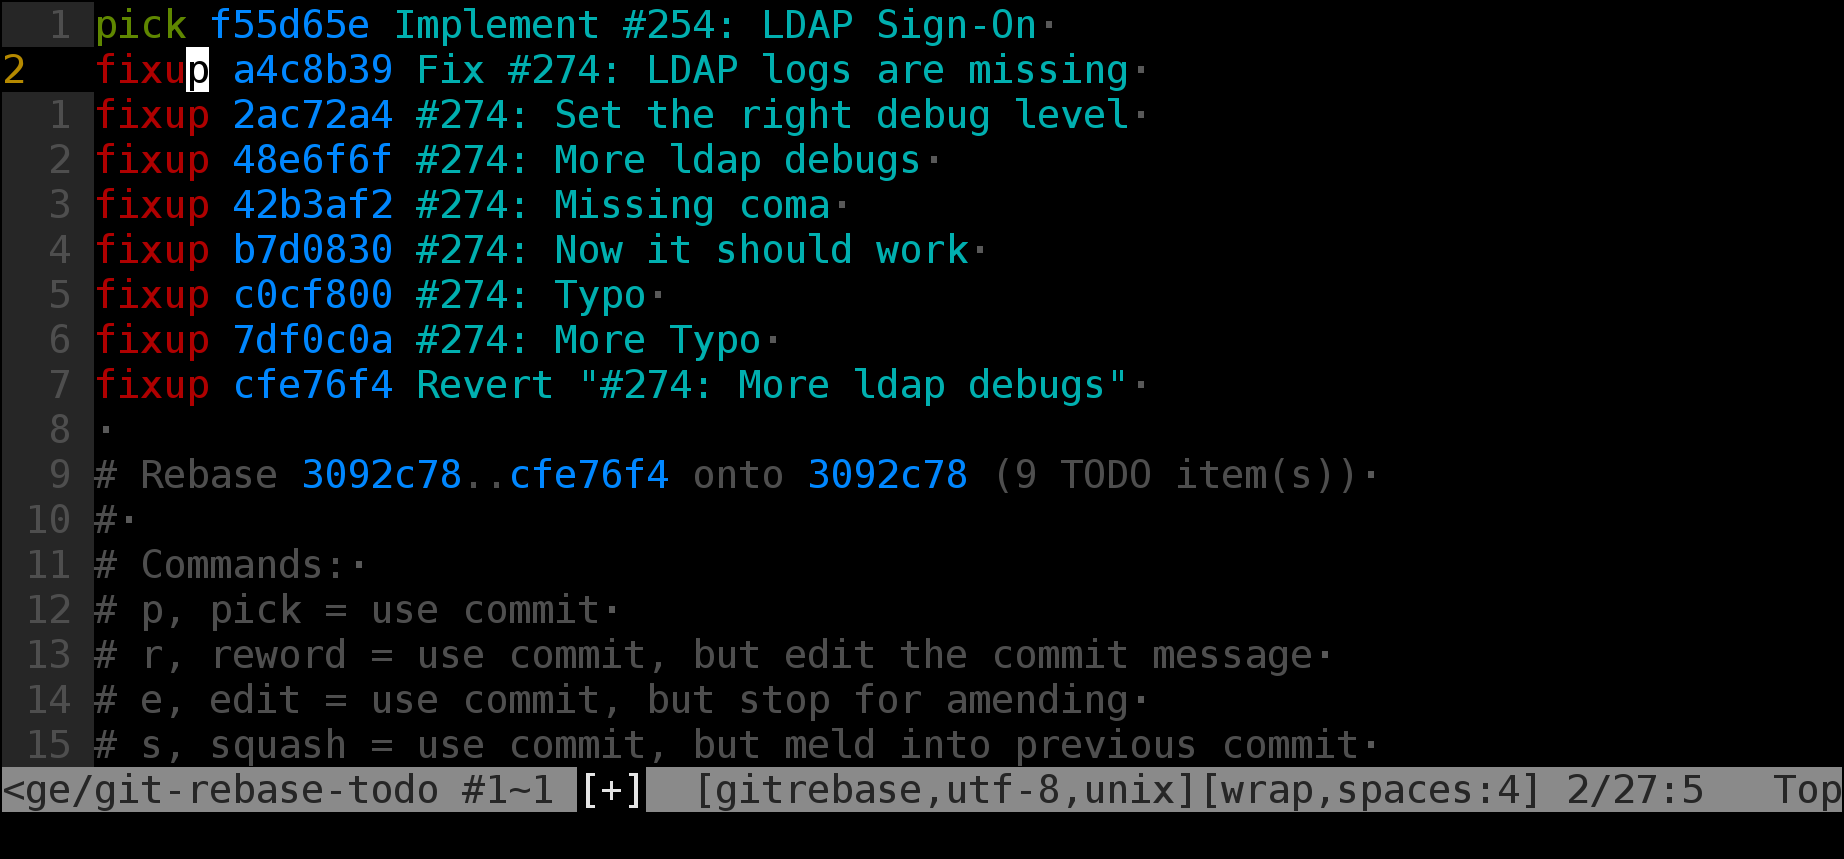 1 pick f55d65e Implement #254: LDAP Sign-On·
2 fixup a4c8b39 Fix #274: LDAP logs are missing·
1 fixup 2ac72a4 #274: Set the right debug level·
2 fixup 48e6f6f #274: More ldap debugs·
3 fixup 42b3af2 #274: Missing coma·
4 fixup b7d0830 #274: Now it should work·
5 fixup c0cf800 #274: Typo·
6 fixup 7df0c0a #274: More Typo·
7 fixup cfe76f4 Revert "#274: More ldap debugs"·
8 ·
9 # Rebase 3092c78..cfe76f4 onto 3092c78 (9 TODO item(s))·
10 #·
11 # Commands:·
12 # p, pick = use commit·
13 # r, reword = use commit, but edit the commit message·
14 # e, edit = use commit, but stop for amending·
15 # s, squash = use commit, but meld into previous commit·
<ge/git-rebase-todo #1~1 [+] [gitrebase,utf-8,unix][wrap,spaces:4] 2/27:5 Top